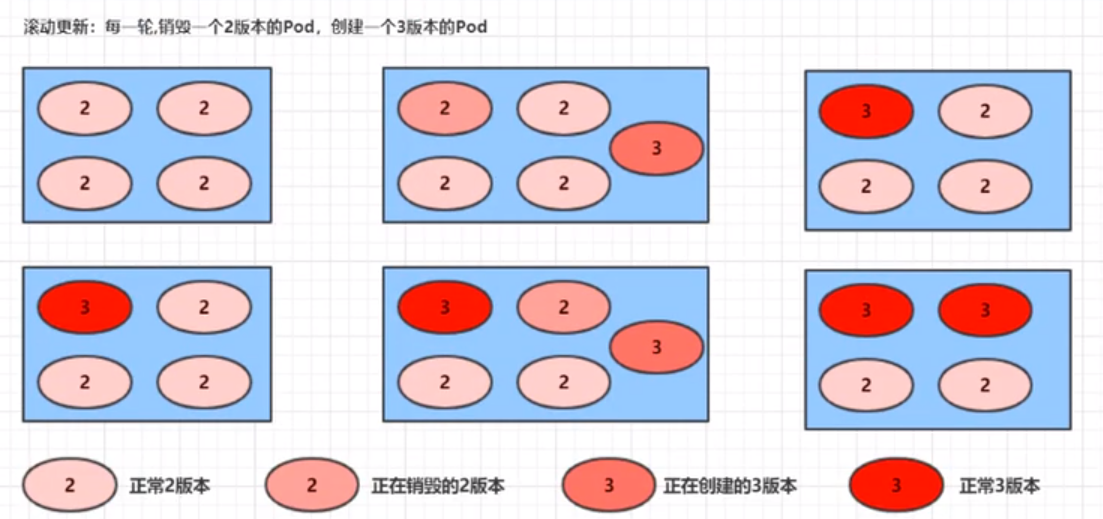 滚动更新：每一轮,销毁一个2版本的Pod，创建一个3版本的Pod
2 2 2 2 3 2
3
2 2 2 2 2 2
3 2 3 2 3 3
3
2 2 2 2 2 2
2 正常2版本 2 正在销毁的2版本 3 正在创建的3版本 3 正常3版本